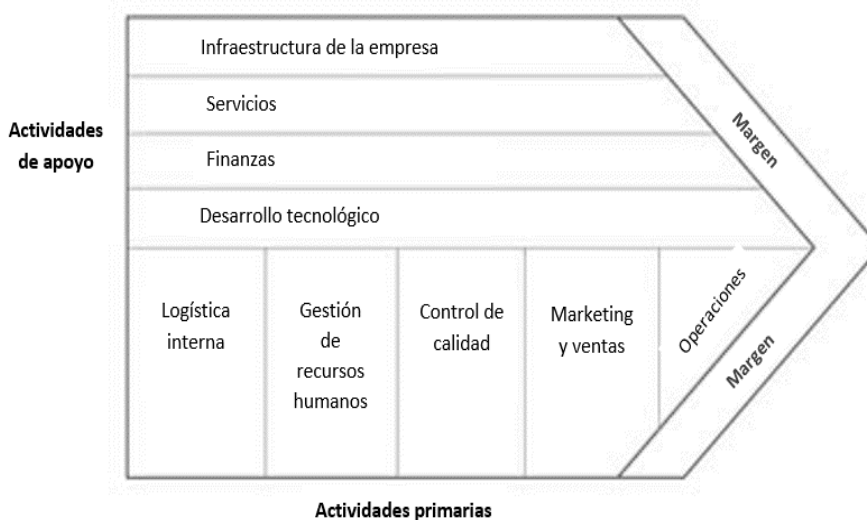 Infraestructura de la empresa
Servicios
Actividades
de apoyo
Finanzas
Desarrollo tecnológico
Margen
Logística
interna
Gestión
de
recursos
humanos
Control de
calidad
Marketing
y ventas
Operaciones
Margen
Actividades primarias